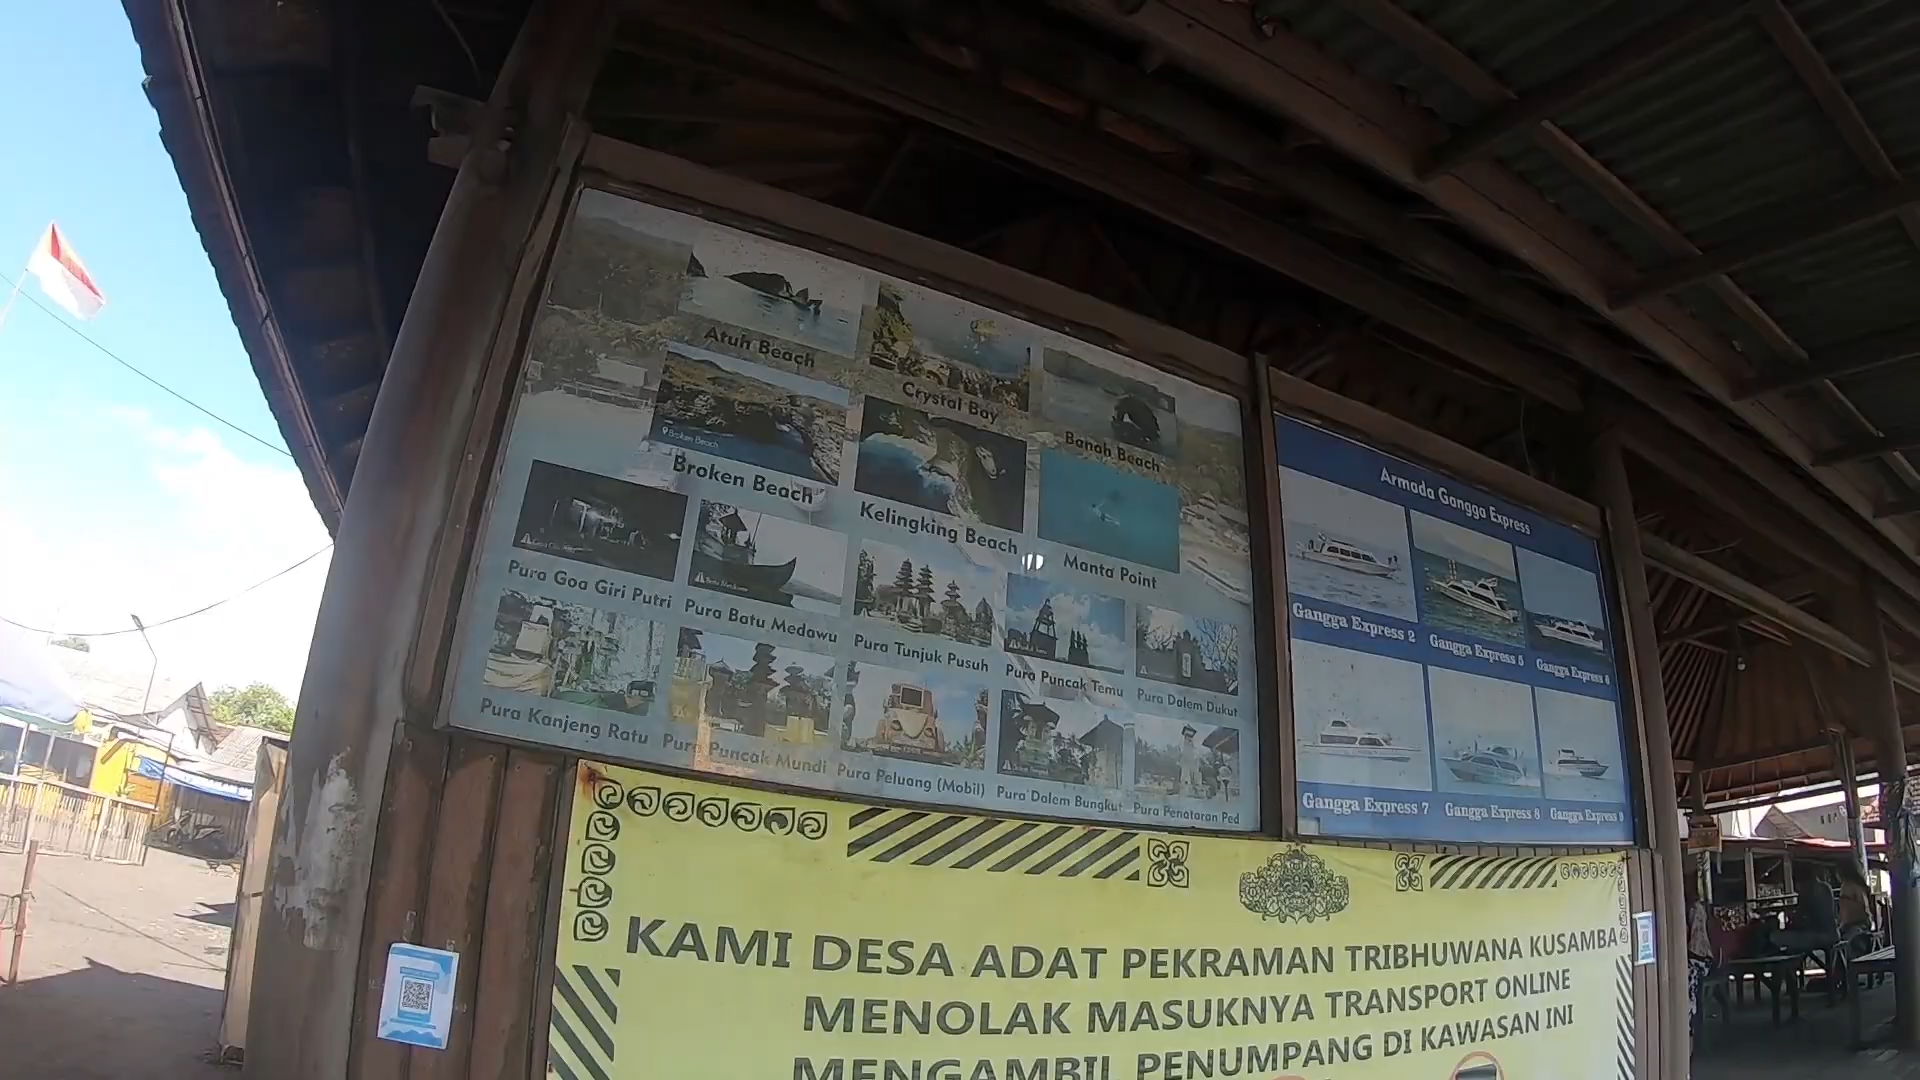 Atuh Beach
Crystal Bay
Banah Beach
Broken Beach
Broken Beach
Kelingking Beach
Manta Point
Pura Goa Giri Putri
Pura Batu Medawu
Pura Tunjuk Pusuh
Pura Puncak Temu
Pura Dalem Dukut
Pura Kanjeng Ratu
Pura Puncak Mundi
Pura Peluang (Mobil)
Pura Dalem Bungkut
Pura Penataran Ped
Armada Gangga Express
Gangga Express 2
Gangga Express 5
Gangga Express 6
Gangga Express 7
Gangga Express 8
Gangga Express 9
KAMI DESA ADAT PEKRAMAN TRIBHUWANA KUSAMBA
MENOLAK MASUKNYA TRANSPORT ONLINE
MENGAMBIL PENUMPANG DI KAWASAN INI